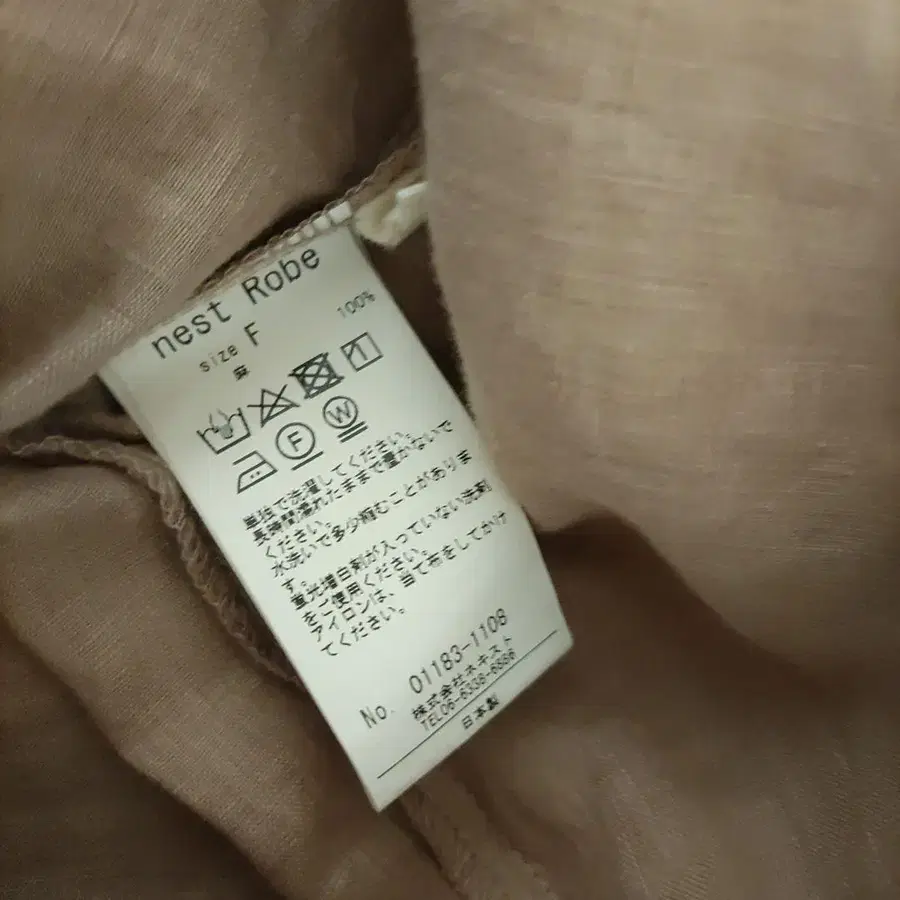 nest Robe
size F
麻 100%
F W
単独で洗濯してください。
長時間濡れたままで畳かないで
ください。
水洗いで多少縮むことがありま
す。
蛍光増白剤が入っていない洗剤
をご使用ください。
アイロンは、当て布をしてかけ
てください。
No. 01183-1108
株式会社ネキスト
TEL06-6338-6886
日本製